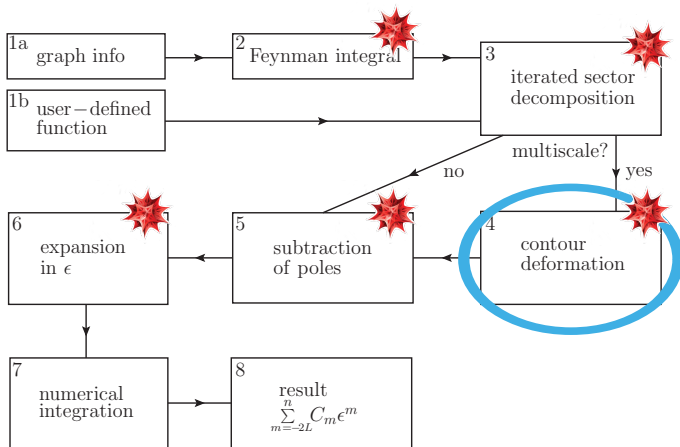 1a
graph info
2
Feynman integral
3
iterated sector
decomposition
1b
user−defined
function
multiscale?
no
yes
6
expansion
in ϵ
5
subtraction
of poles
4
contour
deformation
7
numerical
integration
8
result
n
∑ C_m ϵ^m
m=−2L